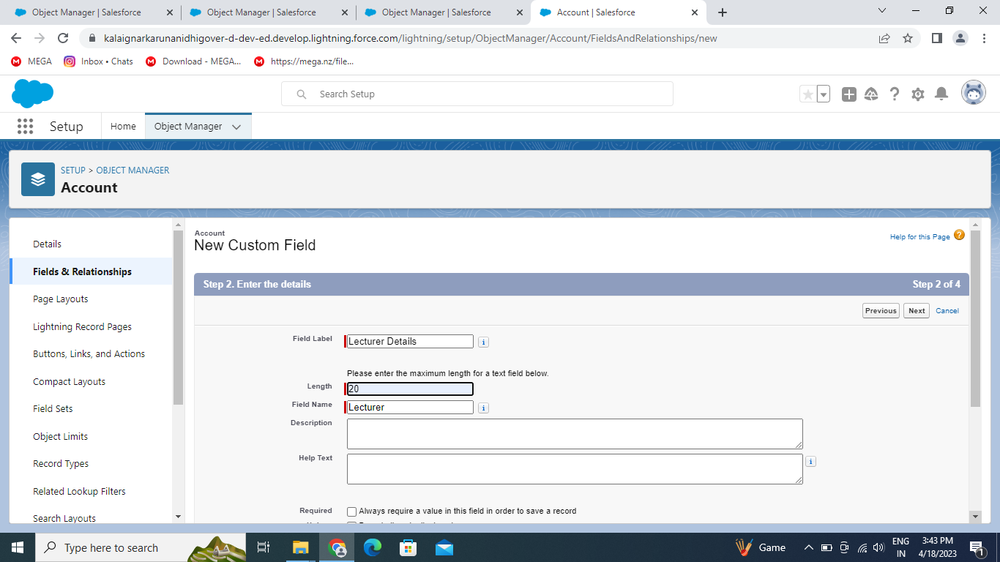 Object Manager | Salesforce
Object Manager | Salesforce
Object Manager | Salesforce
Account | Salesforce
kalaignarkarunanidhigover-d-dev-ed.develop.lightning.force.com/lightning/setup/ObjectManager/Account/FieldsAndRelationships/new
MEGA
Inbox • Chats
Download - MEGA...
https://mega.nz/file...
Search Setup
Setup
Home
Object Manager
SETUP > OBJECT MANAGER
Account
Details
Fields & Relationships
Page Layouts
Lightning Record Pages
Buttons, Links, and Actions
Compact Layouts
Field Sets
Object Limits
Record Types
Related Lookup Filters
Search Layouts
Account
New Custom Field
Help for this Page
Step 2. Enter the details
Step 2 of 4
Previous
Next
Cancel
Field Label
Lecturer Details
Please enter the maximum length for a text field below.
Length
20
Field Name
Lecturer
Description
Help Text
Required
Always require a value in this field in order to save a record
Type here to search
Game
ENG
IN
3:43 PM
4/18/2023
1